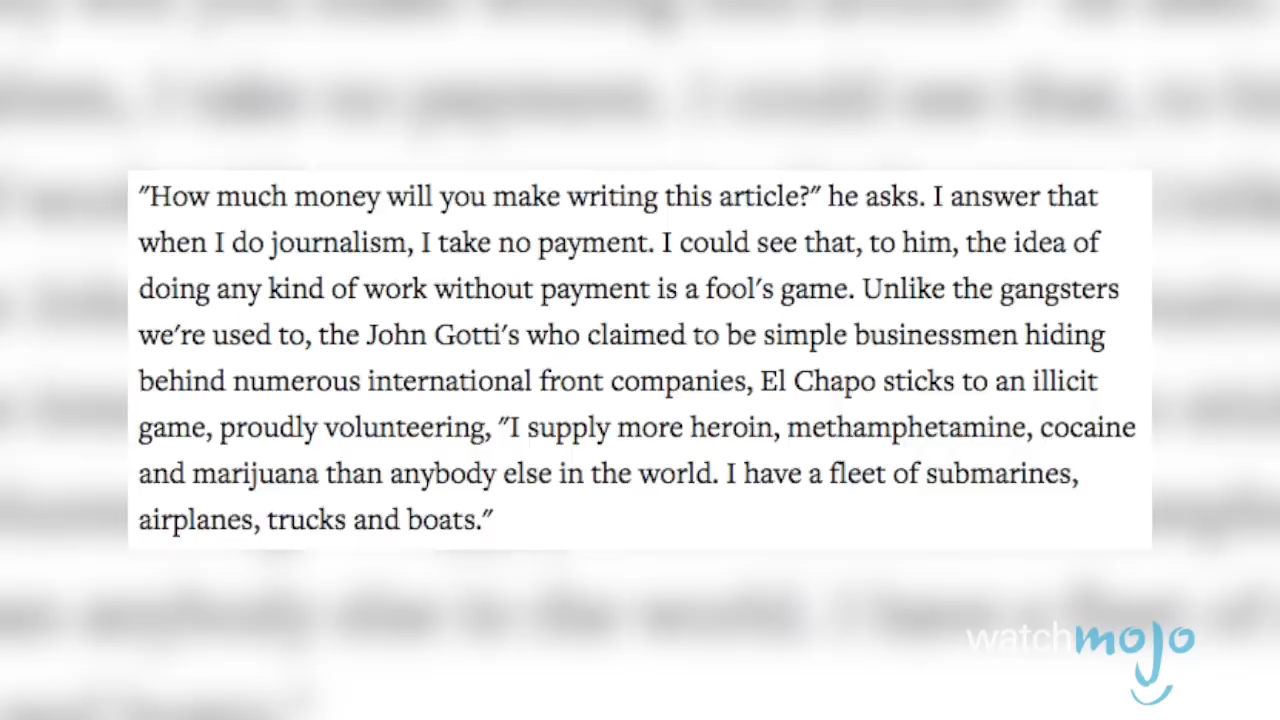 "How much money will you make writing this article?" he asks. I answer that
when I do journalism, I take no payment. I could see that, to him, the idea of
doing any kind of work without payment is a fool's game. Unlike the gangsters
we're used to, the John Gotti's who claimed to be simple businessmen hiding
behind numerous international front companies, El Chapo sticks to an illicit
game, proudly volunteering, "I supply more heroin, methamphetamine, cocaine
and marijuana than anybody else in the world. I have a fleet of submarines,
airplanes, trucks and boats."
watchmojo